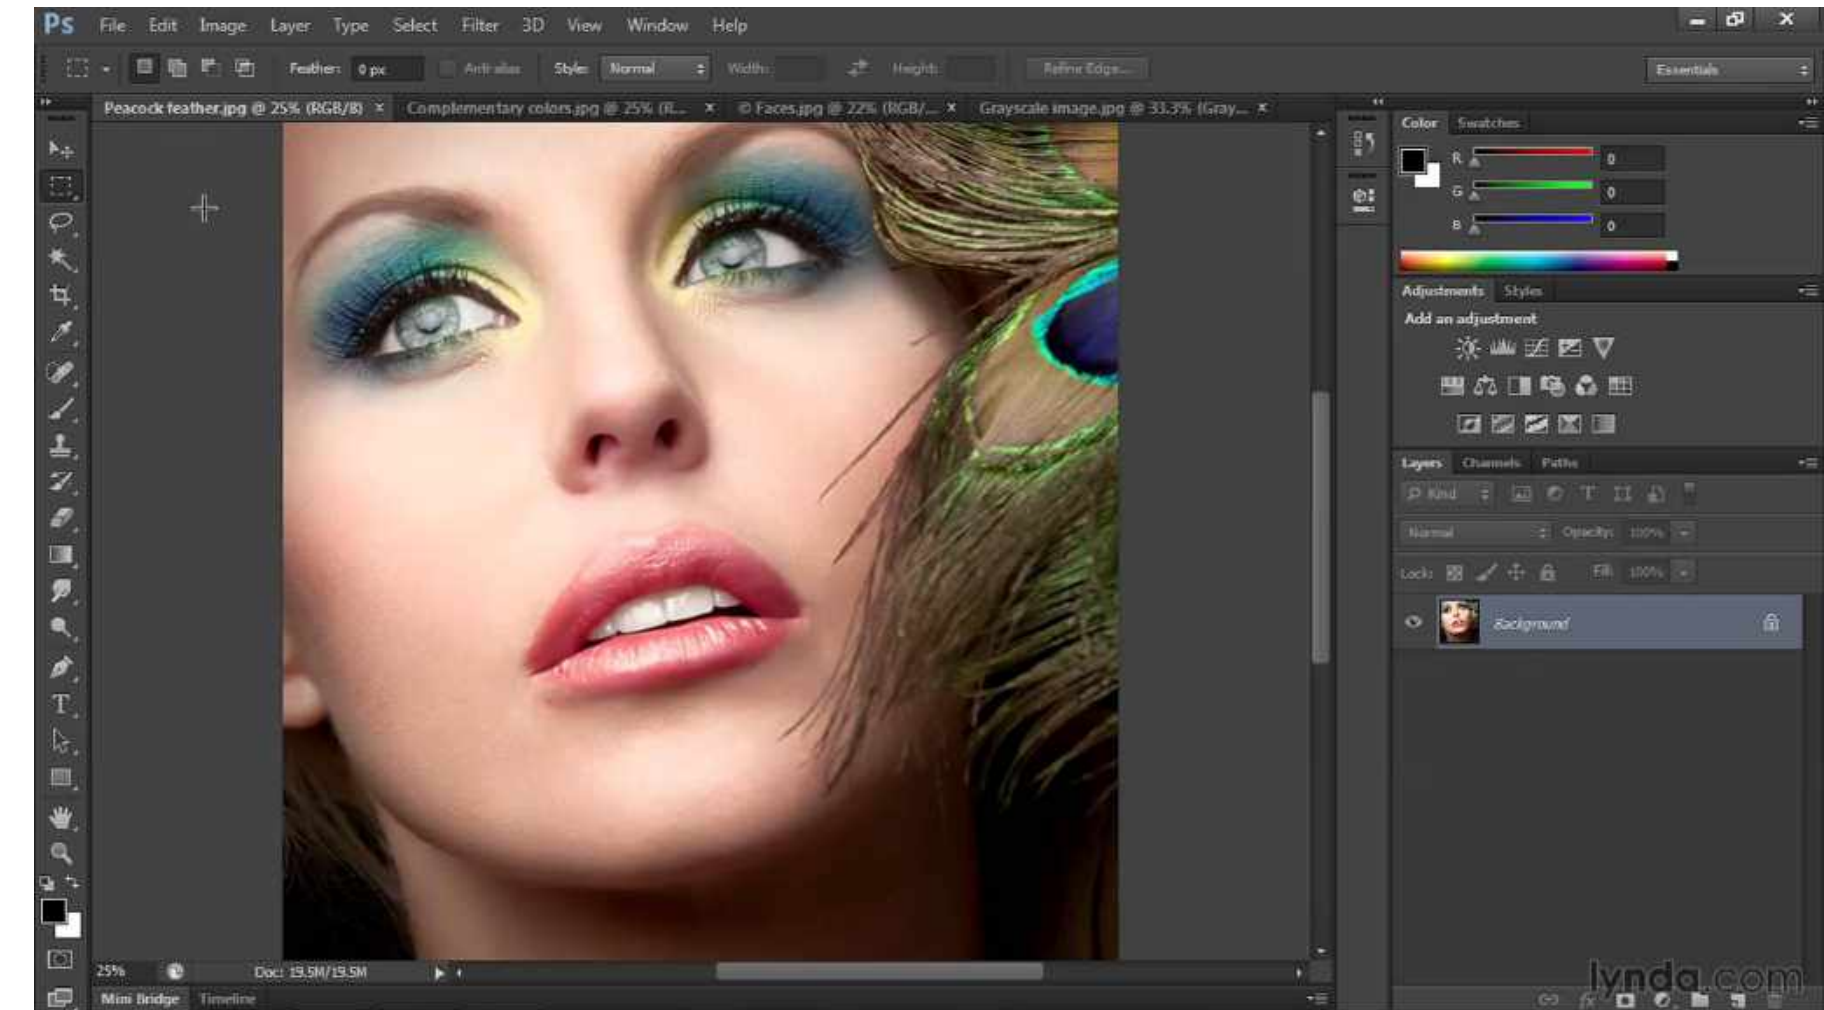 Ps File Edit Image Layer Type Select Filter 3D View Window Help
Feather: 0 px Anti-alias Style: Normal Width: Height: Refine Edge... Essentials
Peacock feather.jpg @ 25% (RGB/8) × Complementary colors.jpg @ 25% (R... × © Faces.jpg @ 22% (RGB/... × Grayscale image.jpg @ 33.3% (Gray... ×
Color Swatches
R 0
G 0
B 0
Adjustments Styles
Add an adjustment
Layers Channels Paths
Kind
Normal Opacity: 100%
Lock: Fill: 100%
Background
25% Doc: 19.5M/19.5M
Mini Bridge Timeline
lynda.com
fx